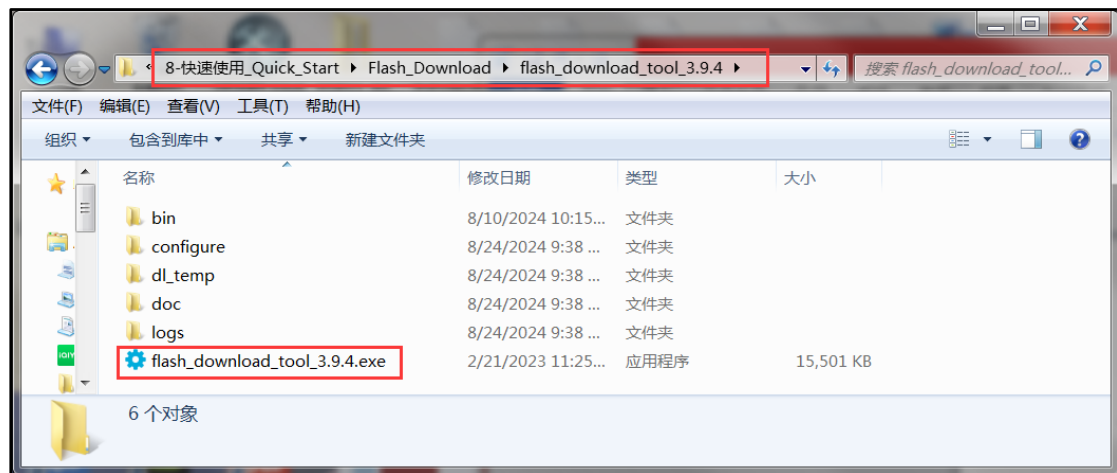 « 8-快速使用_Quick_Start ▸ Flash_Download ▸ flash_download_tool_3.9.4 ▸ 搜索 flash_download_tool...
文件(F) 编辑(E) 查看(V) 工具(T) 帮助(H)
组织 包含到库中 共享 新建文件夹
名称 修改日期 类型 大小
bin 8/10/2024 10:15... 文件夹
configure 8/24/2024 9:38 ... 文件夹
dl_temp 8/24/2024 9:38 ... 文件夹
doc 8/24/2024 9:38 ... 文件夹
logs 8/24/2024 9:38 ... 文件夹
flash_download_tool_3.9.4.exe 2/21/2023 11:25... 应用程序 15,501 KB
6 个对象